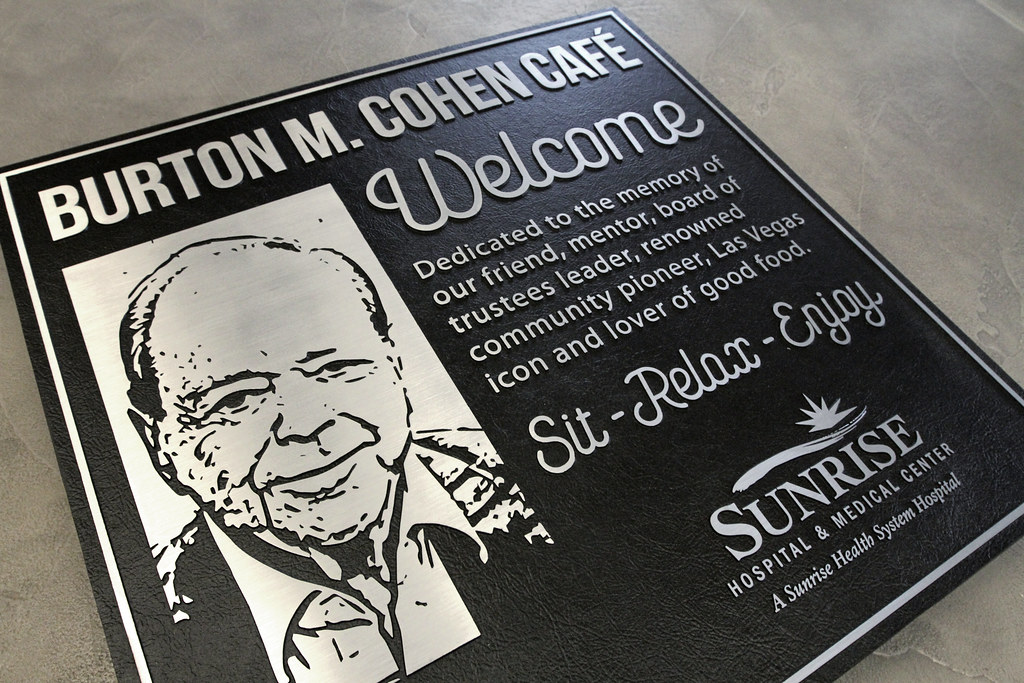 BURTON M. COHEN CAFÉ
Welcome
Dedicated to the memory of
our friend, mentor, board of
trustees leader, renowned
community pioneer, Las Vegas
icon and lover of good food.
Sit - Relax - Enjoy
SUNRISE
HOSPITAL & MEDICAL CENTER
A Sunrise Health System Hospital